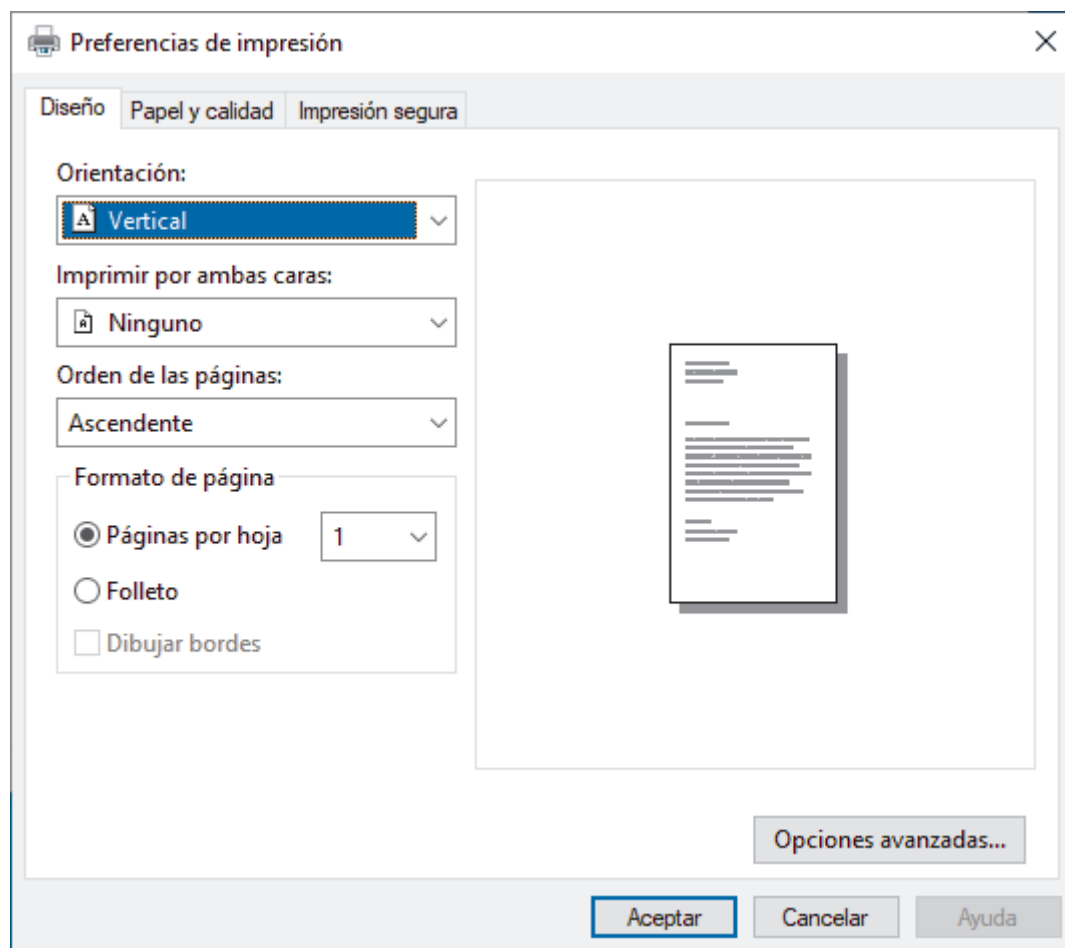 Preferencias de impresión
Diseño Papel y calidad Impresión segura
Orientación:
A Vertical
Imprimir por ambas caras:
A Ninguno
Orden de las páginas:
Ascendente
Formato de página
Páginas por hoja 1
Folleto
Dibujar bordes
Opciones avanzadas...
Aceptar Cancelar Ayuda